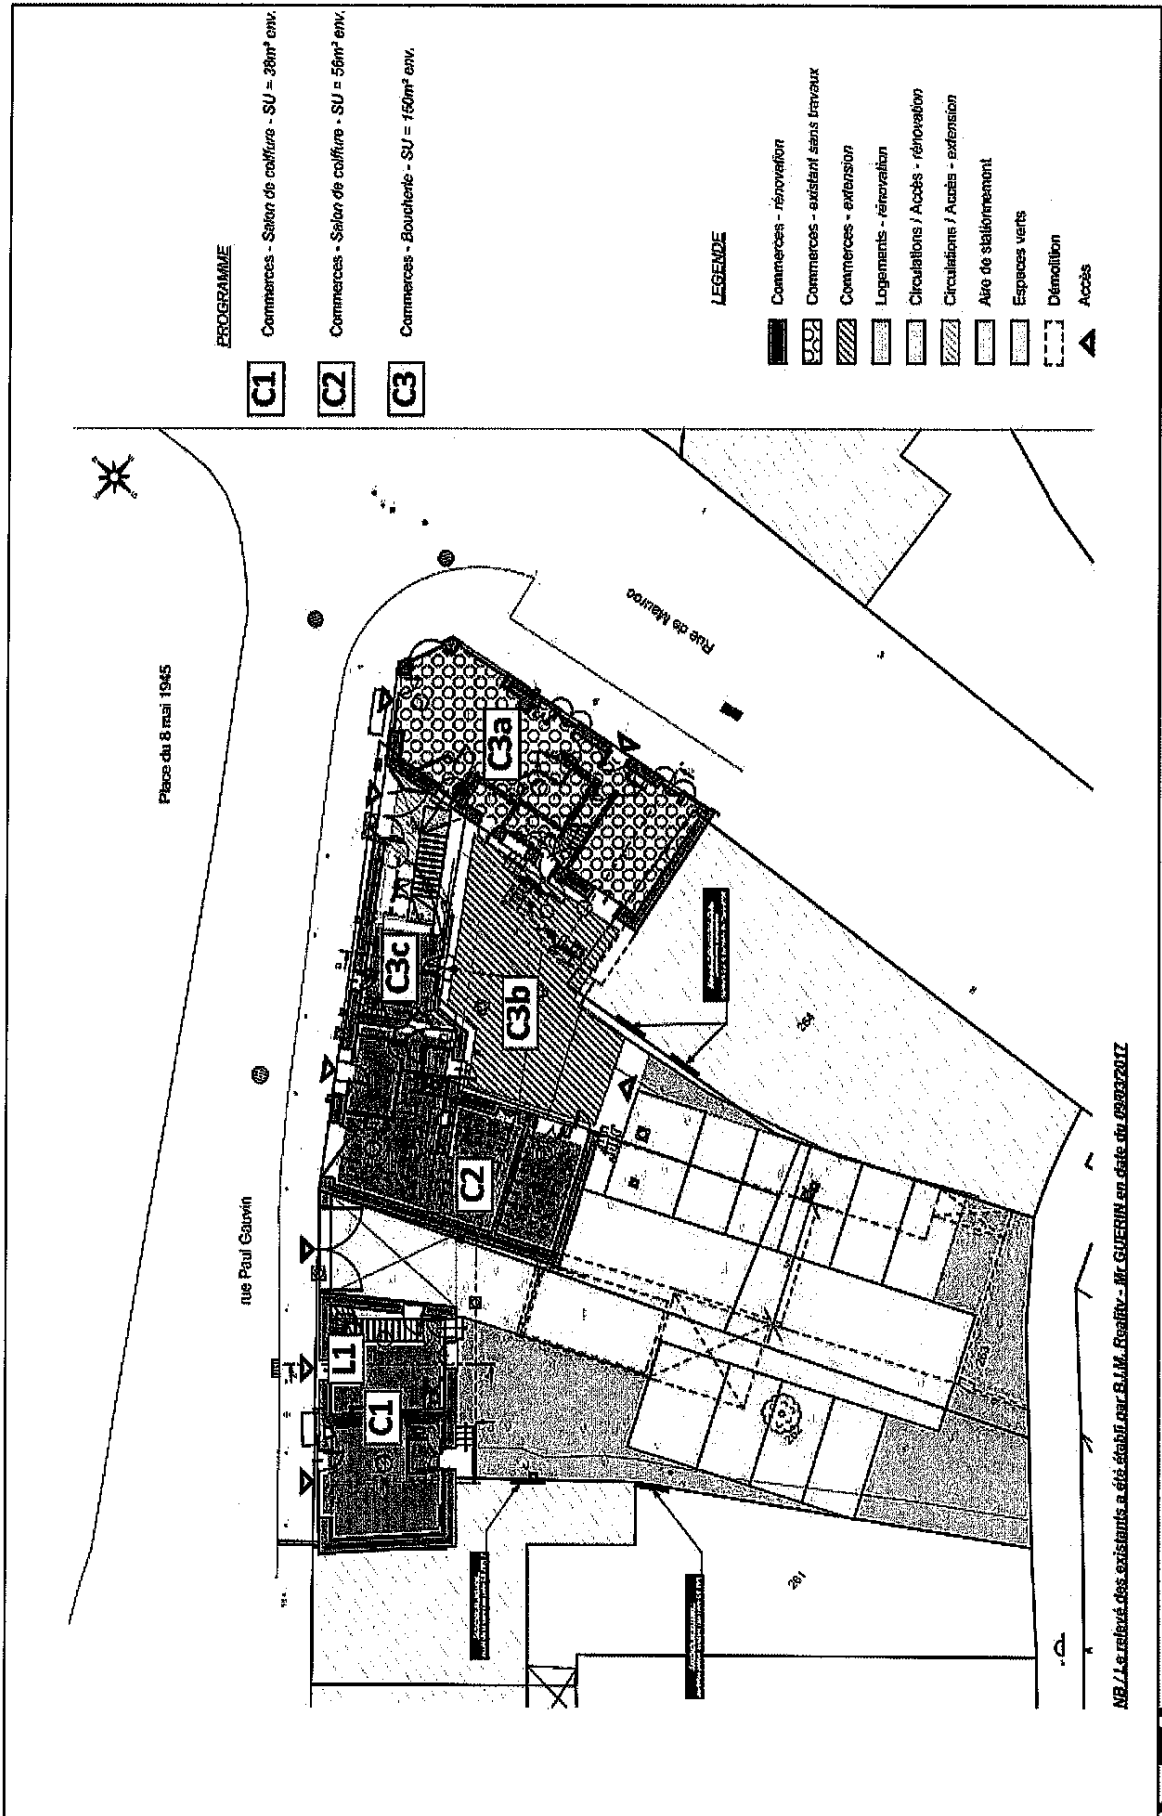 PROGRAMME
C1 Commerces - Salon de coiffure - SU = 38m² env.
C2 Commerces - Salon de coiffure - SU = 56m² env.
C3 Commerces - Boucherie - SU = 150m² env.
LEGENDE
Commerces - rénovation
Commerces - existant sans travaux
Commerces - extension
Logements - rénovation
Circulations / Accès - rénovation
Circulations / Accès - extension
Aire de stationnement
Espaces verts
Démolition
Accès
Place du 8 mai 1945
rue Paul Gauvin
Rue de Mauroc
L1
C1
C2
C3c
C3b
C3a
264
263
261
NB / Le relevé des existants a été établi par B.I.M. Reality - Mr GUERIN en date du 09/03/2017